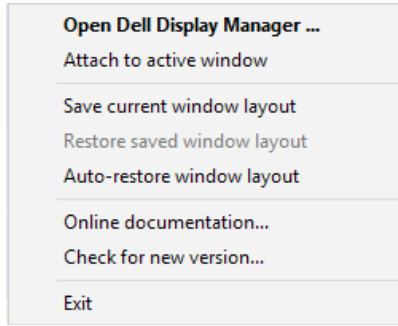 Open Dell Display Manager ...
Attach to active window
Save current window layout
Restore saved window layout
Auto-restore window layout
Online documentation...
Check for new version...
Exit